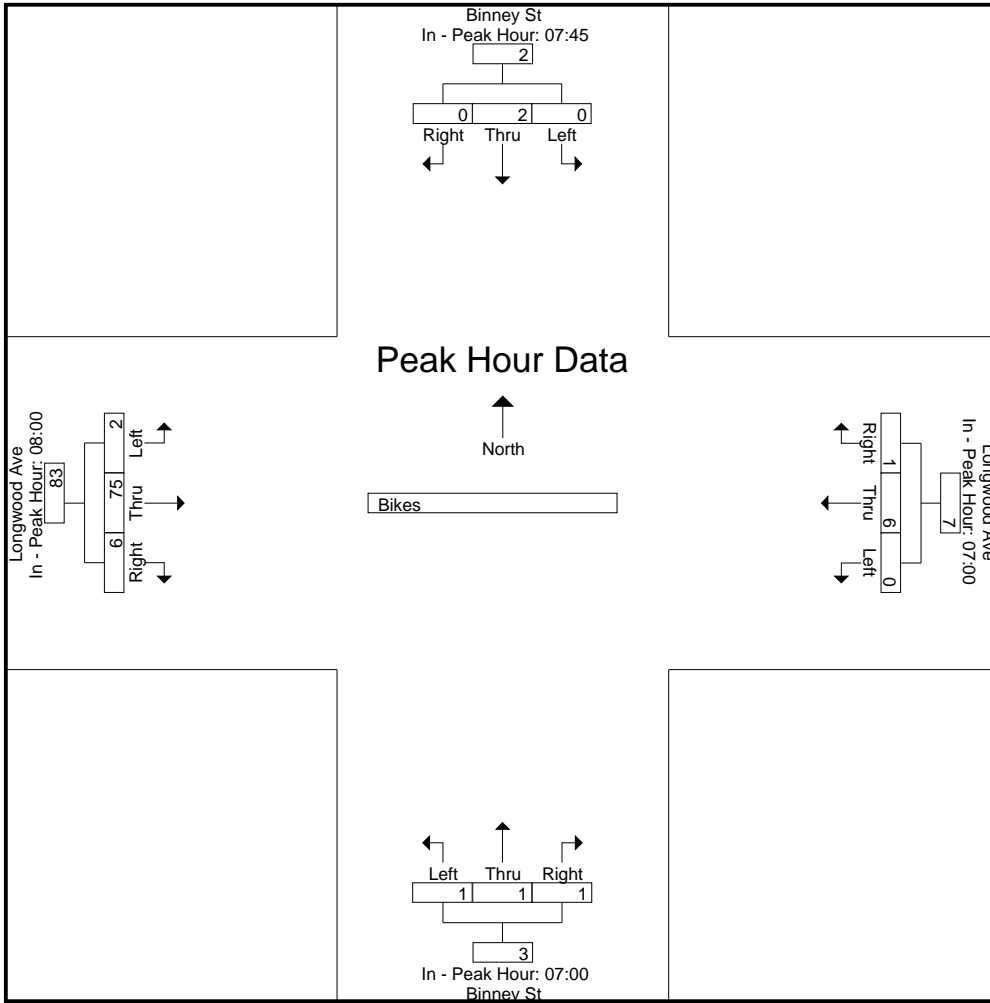 Binney St
In - Peak Hour: 07:45
2
0 2 0
Right Thru Left
Peak Hour Data
North
Bikes
Longwood Ave
In - Peak Hour: 08:00
83
2 75 6
Left Thru Right
Longwood Ave
In - Peak Hour: 07:00
7
1 6 0
Right Thru Left
Left Thru Right
1 1 1
3
In - Peak Hour: 07:00
Binney St